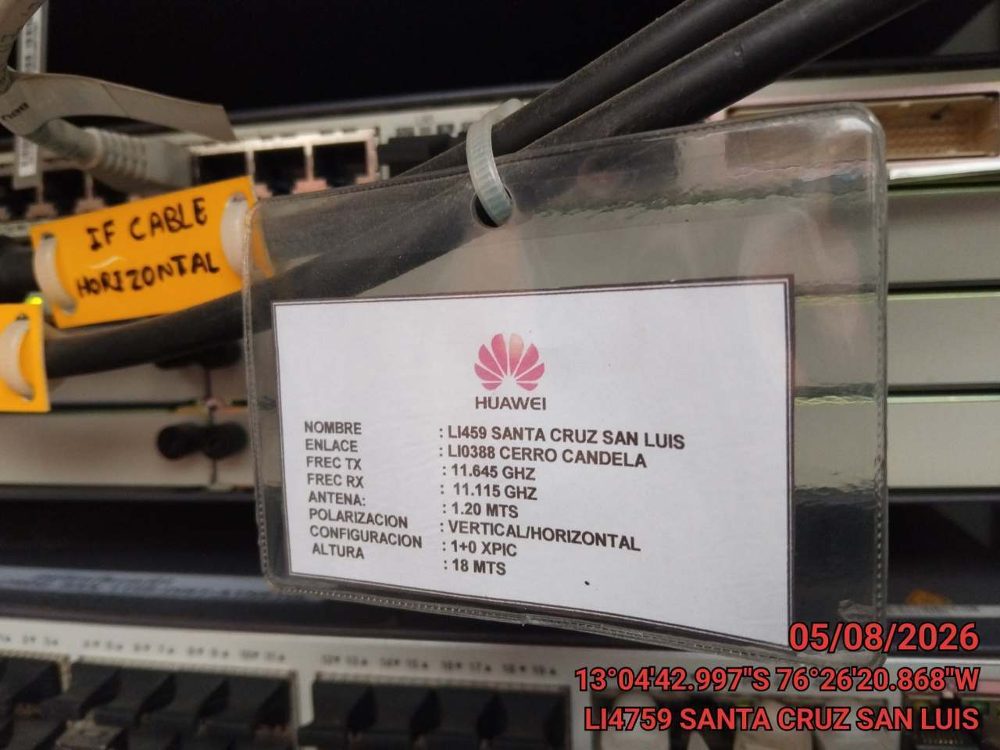 IF CABLE
HORIZONTAL
HUAWEI
NOMBRE : LI459 SANTA CRUZ SAN LUIS
ENLACE : LI0388 CERRO CANDELA
FREC TX : 11.645 GHZ
FREC RX : 11.115 GHZ
ANTENA: : 1.20 MTS
POLARIZACION : VERTICAL/HORIZONTAL
CONFIGURACION : 1+0 XPIC
ALTURA : 18 MTS
05/08/2026
13°04'42.997"S 76°26'20.868"W
LI4759 SANTA CRUZ SAN LUIS